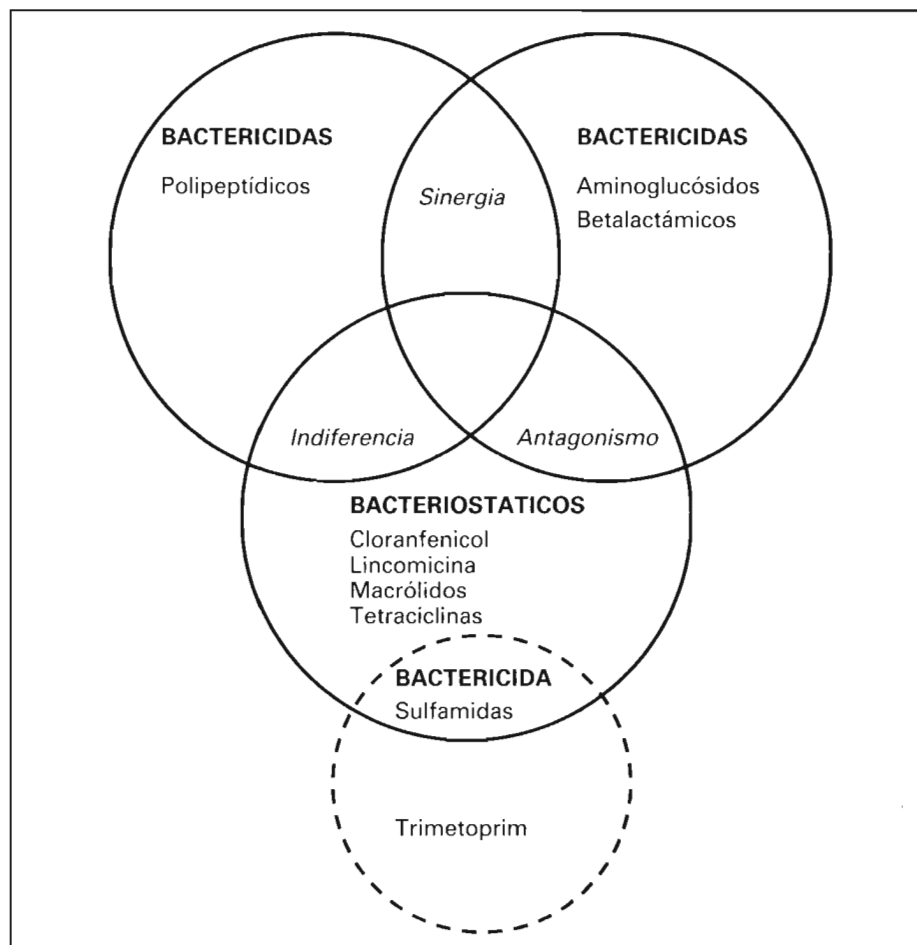 BACTERICIDAS
Polipeptídicos
Sinergia
BACTERICIDAS
Aminoglucósidos
Betalactámicos
Indiferencia
Antagonismo
BACTERIOSTATICOS
Cloranfenicol
Lincomicina
Macrólidos
Tetraciclinas
BACTERICIDA
Sulfamidas
Trimetoprim